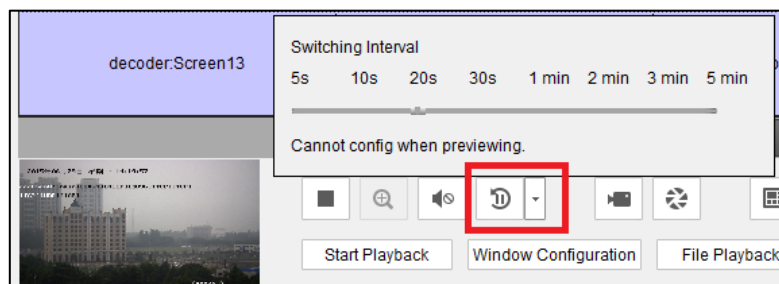 decoder:Screen13
Switching Interval
5s 10s 20s 30s 1 min 2 min 3 min 5 min
Cannot config when previewing.
Start Playback Window Configuration File Playback